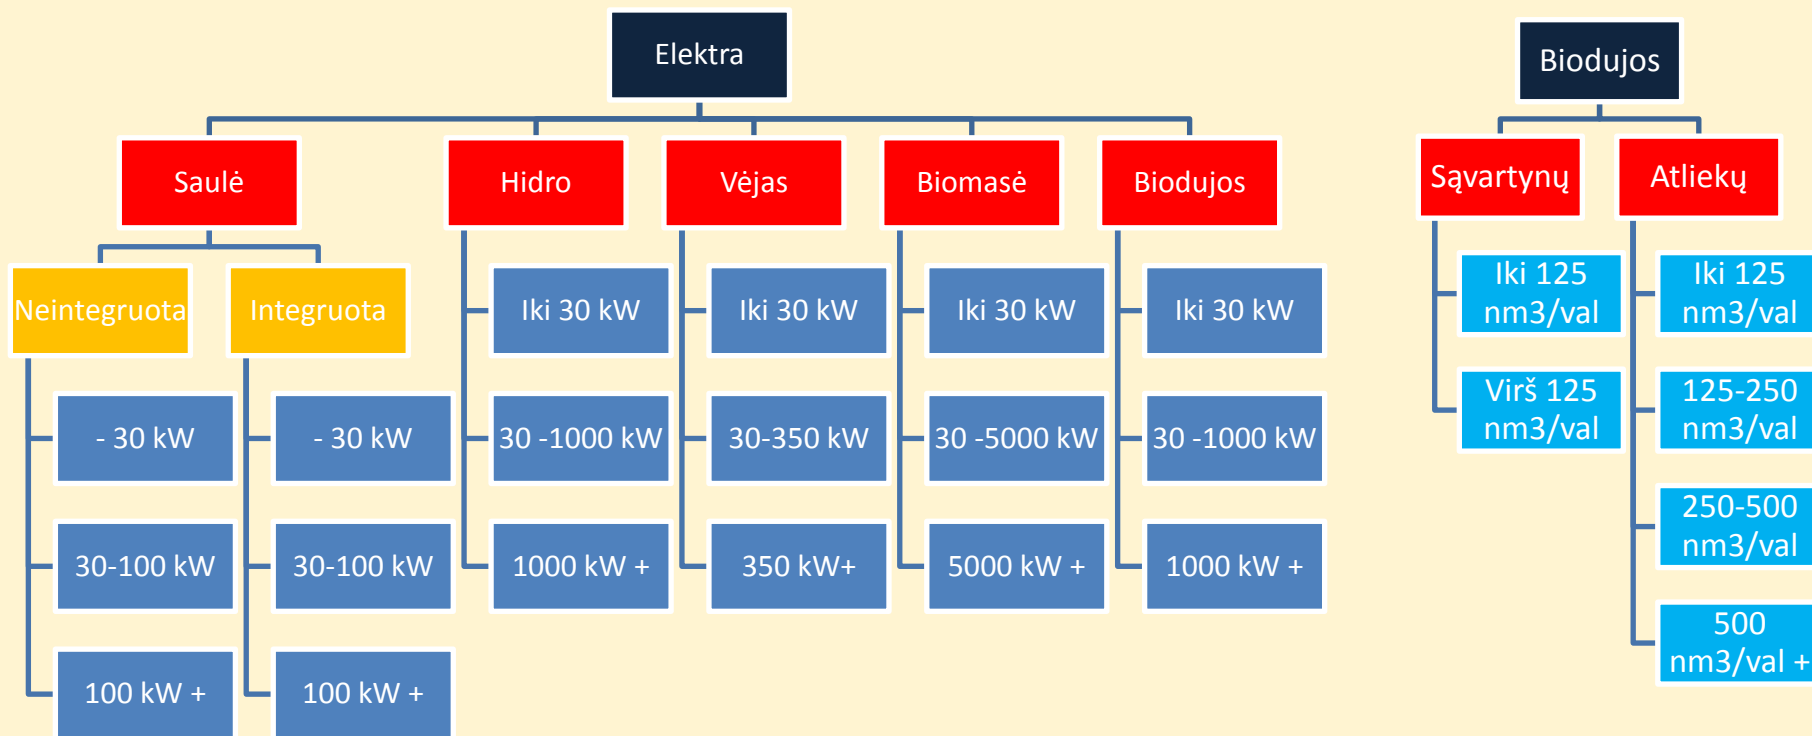 Elektra
Saulė
Hidro
Vėjas
Biomasė
Biodujos
Neintegruota
Integruota
Iki 30 kW
Iki 30 kW
Iki 30 kW
Iki 30 kW
- 30 kW
- 30 kW
30 -1000 kW
30-350 kW
30 -5000 kW
30 -1000 kW
30-100 kW
30-100 kW
1000 kW +
350 kW+
5000 kW +
1000 kW +
100 kW +
100 kW +
Biodujos
Sąvartynų
Atliekų
Iki 125
nm3/val
Iki 125
nm3/val
Virš 125
nm3/val
125-250
nm3/val
250-500
nm3/val
500
nm3/val +